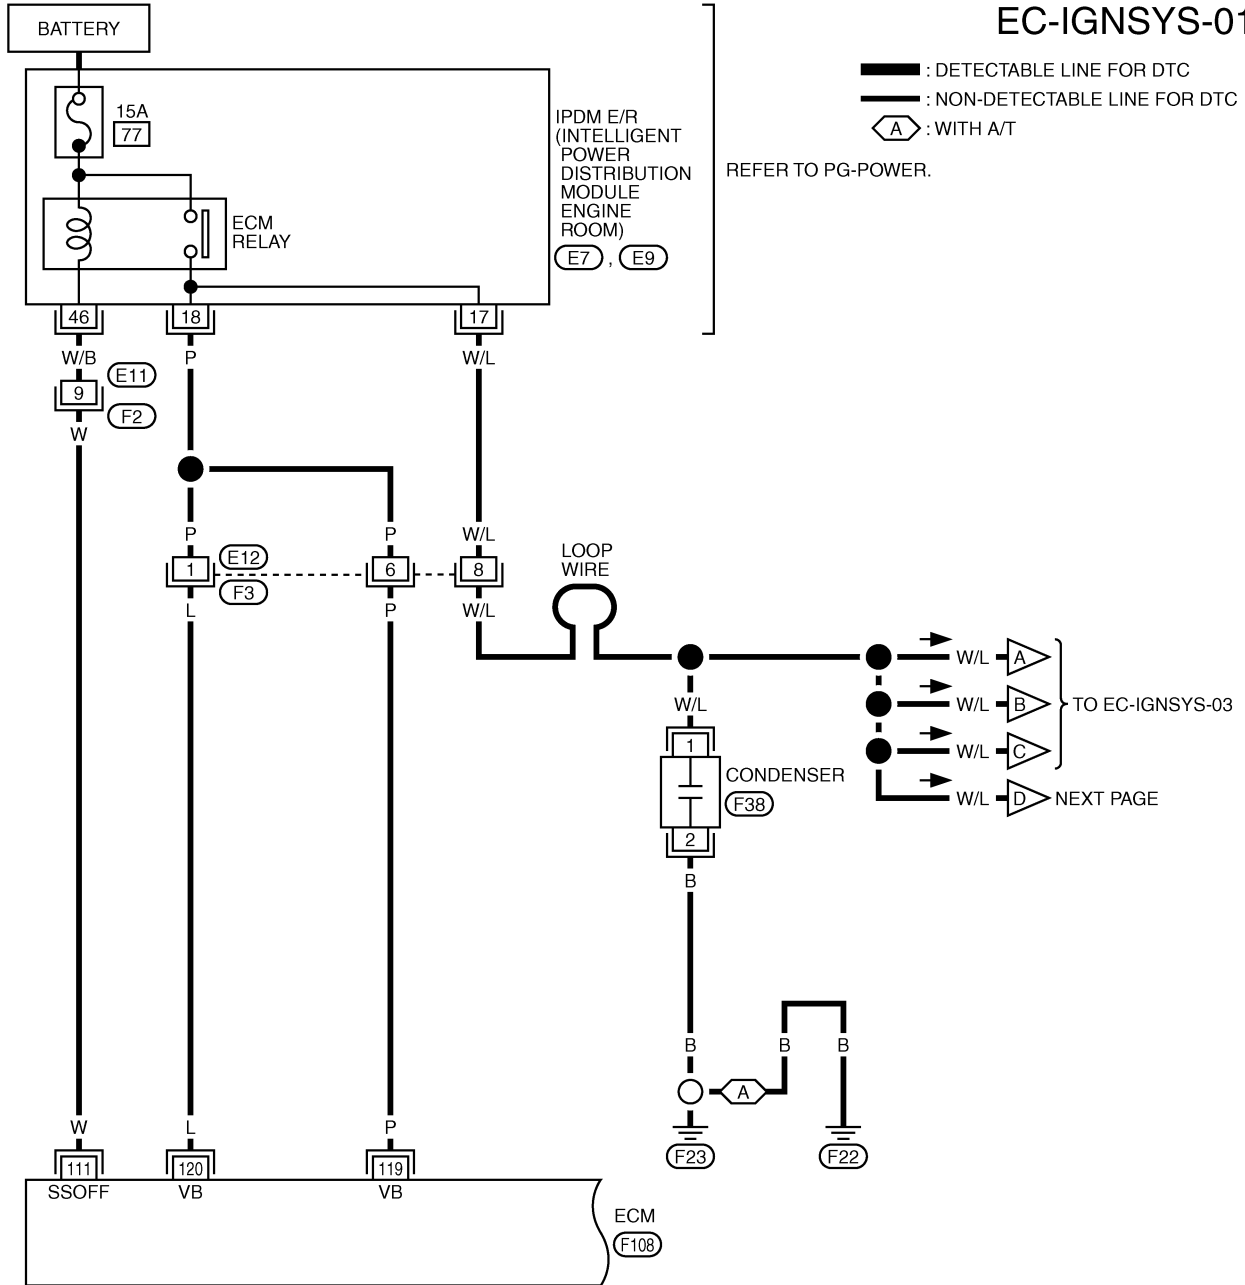 EC-IGNSYS-01
BATTERY
: DETECTABLE LINE FOR DTC
: NON-DETECTABLE LINE FOR DTC
A : WITH A/T
15A
77
IPDM E/R
(INTELLIGENT
POWER
DISTRIBUTION
MODULE
ENGINE
ROOM)
E7 , E9
REFER TO PG-POWER.
ECM
RELAY
46 18 17
W/B P W/L
E11
9
F2
W
P P W/L
E12
1 6 8
F3
L P W/L
LOOP
WIRE
W/L A
W/L B
TO EC-IGNSYS-03
W/L C
W/L D NEXT PAGE
W/L
1
CONDENSER
F38
2
B
B B B
A
F23 F22
W L P
111 120 119
SSOFF VB VB
ECM
F108